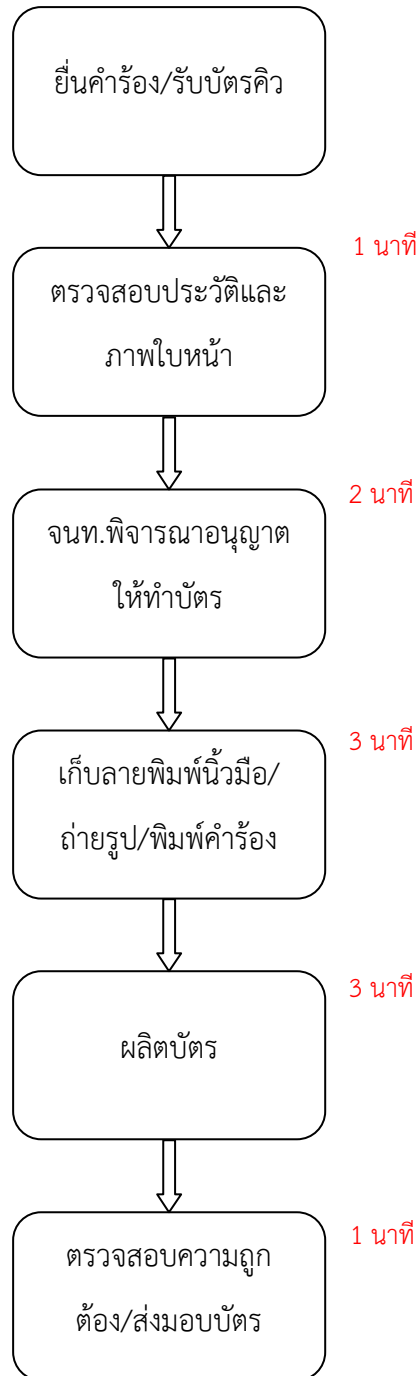 ยื่นคำร้อง/รับบัตรคิว
1 นาที
ตรวจสอบประวัติและ
ภาพใบหน้า
2 นาที
จนท.พิจารณาอนุญาต
ให้ทำบัตร
3 นาที
เก็บลายพิมพ์นิ้วมือ/
ถ่ายรูป/พิมพ์คำร้อง
3 นาที
ผลิตบัตร
1 นาที
ตรวจสอบความถูก
ต้อง/ส่งมอบบัตร